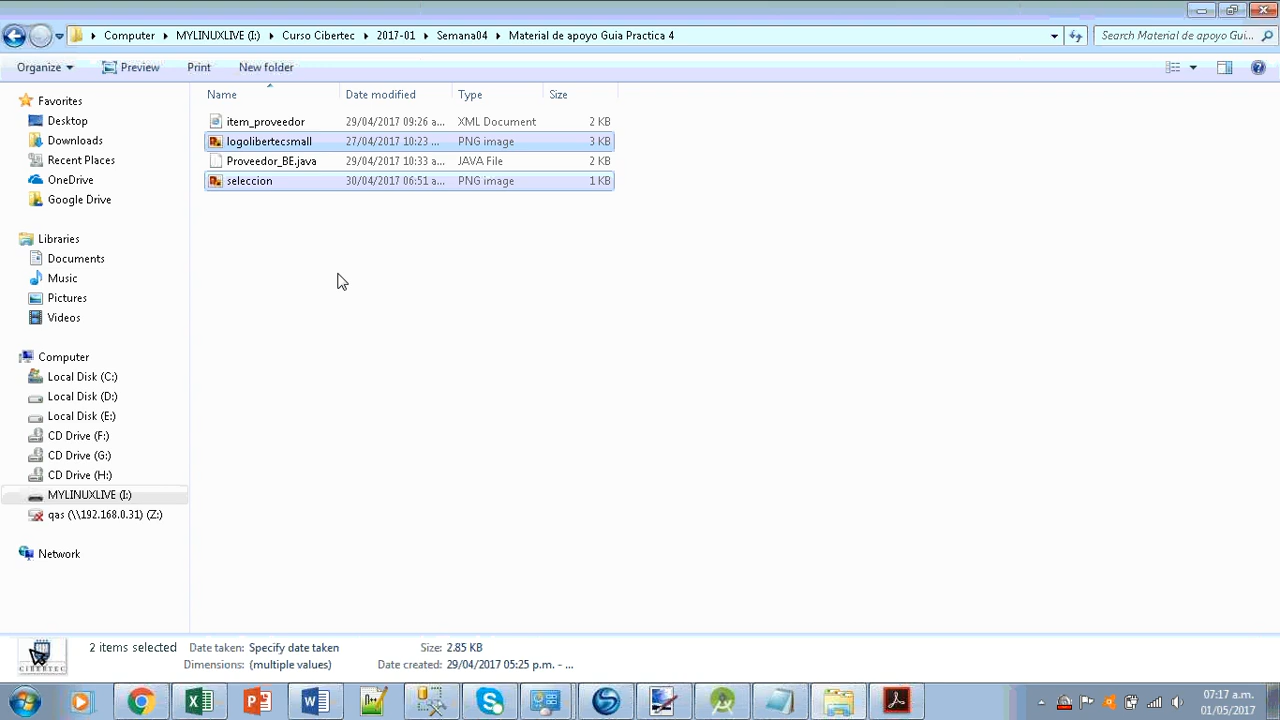 Computer MYLINUXLIVE (I:) Curso Cibertec 2017-01 Semana04 Material de apoyo Guia Practica 4
Search Material de apoyo Gui...
Organize Preview Print New folder
Name Date modified Type Size
item_proveedor 29/04/2017 09:26 a... XML Document 2 KB
logolibertecsmall 27/04/2017 10:23 ... PNG image 3 KB
Proveedor_BE.java 29/04/2017 10:33 a... JAVA File 2 KB
seleccion 30/04/2017 06:51 a... PNG image 1 KB
Favorites
Desktop
Downloads
Recent Places
OneDrive
Google Drive
Libraries
Documents
Music
Pictures
Videos
Computer
Local Disk (C:)
Local Disk (D:)
Local Disk (E:)
CD Drive (F:)
CD Drive (G:)
CD Drive (H:)
MYLINUXLIVE (I:)
qas (\\192.168.0.31) (Z:)
Network
CIBERTEC
2 items selected Date taken: Specify date taken Size: 2.85 KB
Dimensions: (multiple values) Date created: 29/04/2017 05:25 p.m. - ...
07:17 a.m.
01/05/2017